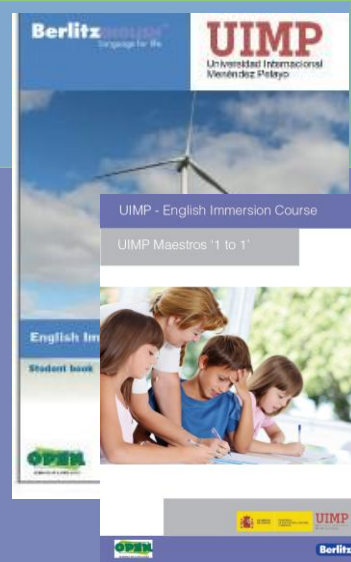 Berlitz ENGLISH
Language for life
UIMP
Universidad Internacional
Menéndez Pelayo
UIMP - English Immersion Course
UIMP Maestros '1 to 1'
English Im
Student book
OPEN
UIMP
OPEN
Berlitz